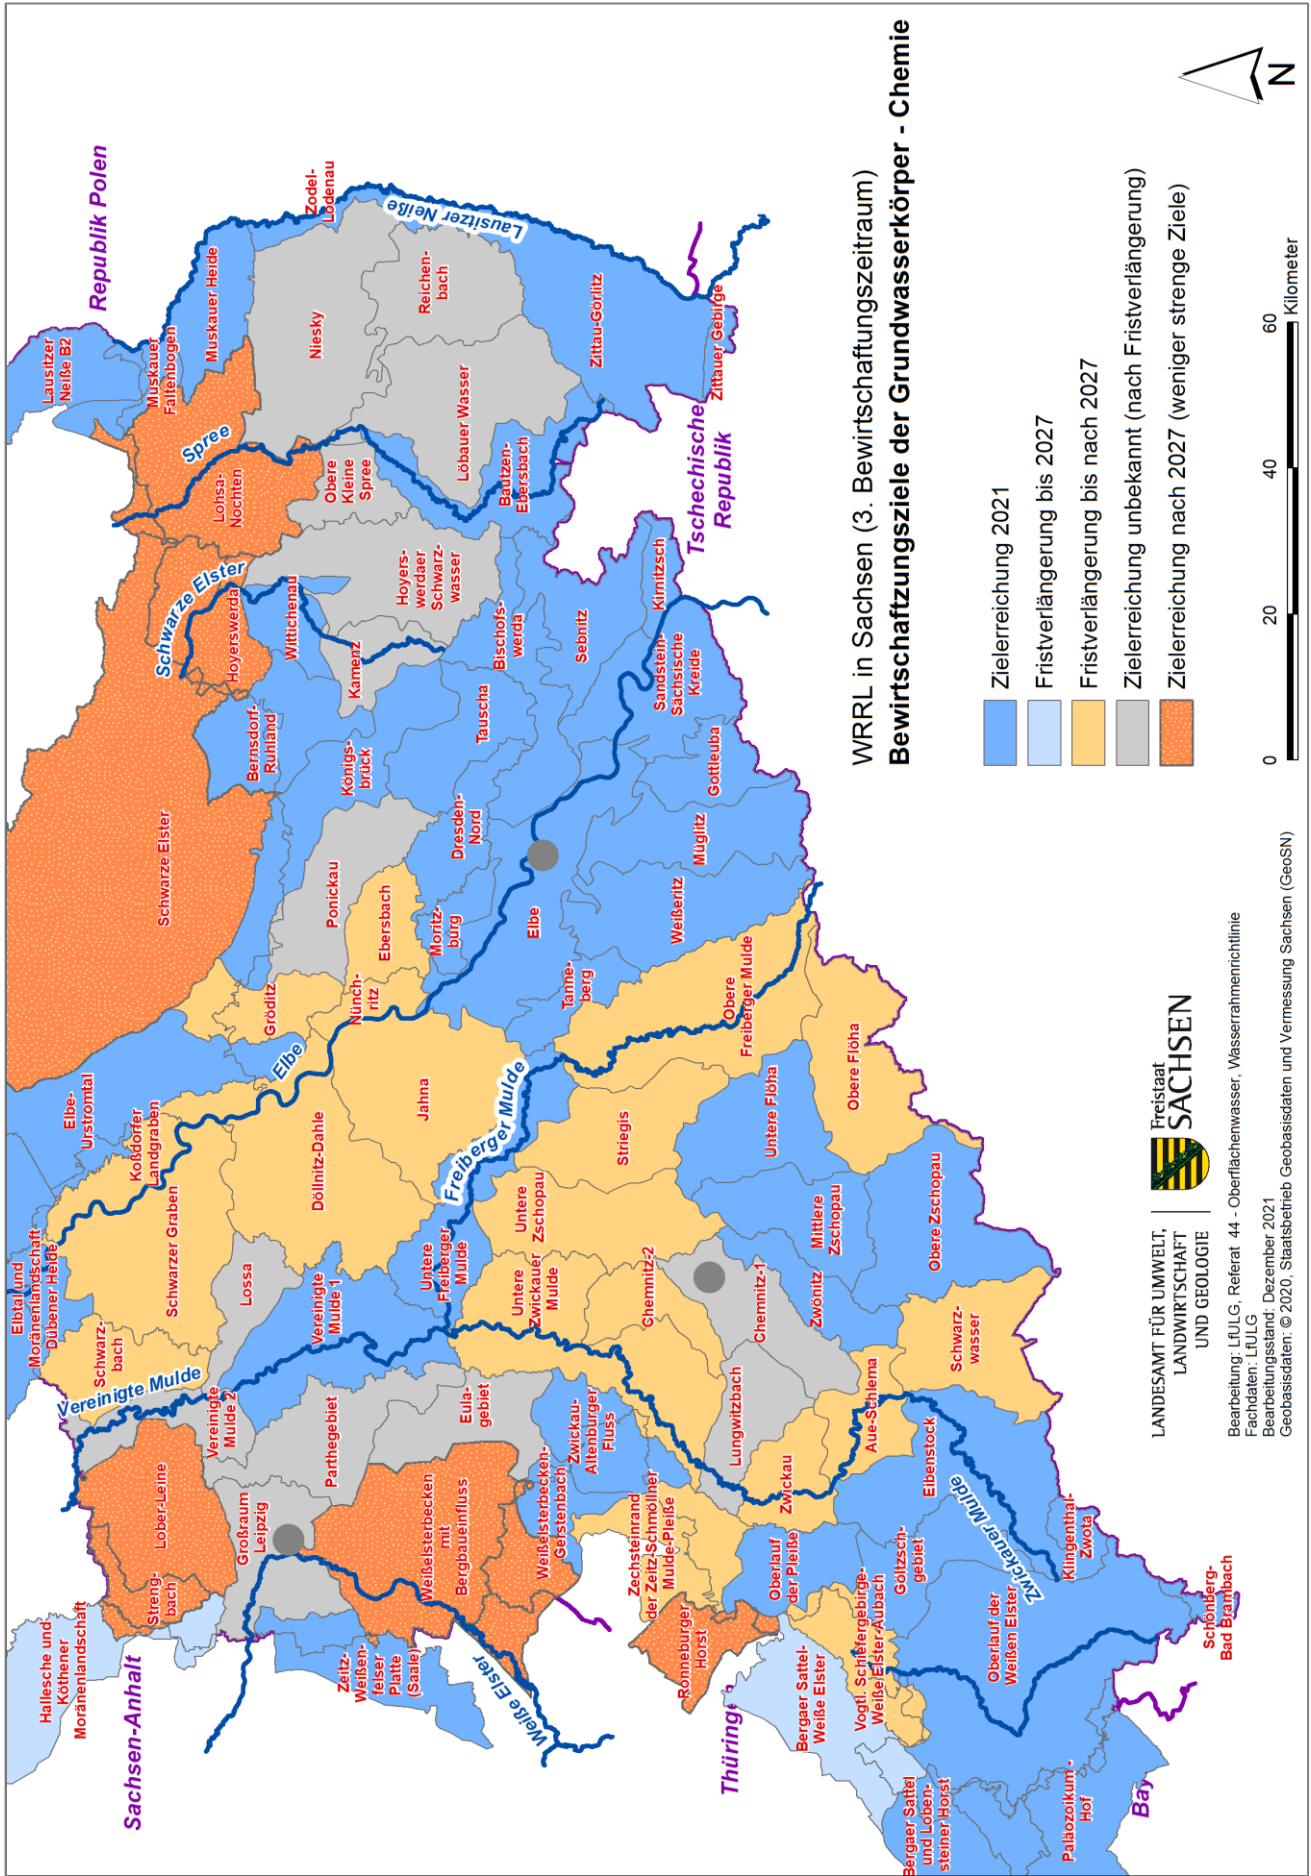 Republik Polen
Lausitzer
Neiße B2
Muskauer
Faltenbogen
Muskauer Heide
Zodel-
Lodenau
Lausitzer Neiße
Spree
Niesky
Reichen-
bach
Lohsa-
Nochten
Obere
Kleine
Spree
Löbauer Wasser
Zittau-Görlitz
Zittauer Gebirge
Bautzen-
Ebersbach
Tschechische
Republik
Schwarze Elster
Hoyerswerda
Wittichenau
Hoyers-
werdaer
Schwarz-
wasser
Kamenz
Bischofs-
werda
Sebnitz
Kirnitzsch
Sandstein-
Sächsische
Kreide
Schwarze Elster
Bernsdorf-
Ruhland
Königs-
brück
Tauscha
Gottleuba
Ponickau
Dresden-
Nord
Müglitz
Ebersbach
Moritz-
burg
Elbe
Weißeritz
Gröditz
Nünch-
ritz
Tanne-
berg
Obere
Freiberger Mulde
Elbe
Elbe-
Urstromtal
Koßdorfer
Landgraben
Jahna
Freiberger Mulde
Striegis
Untere Flöha
Obere Flöha
Döllnitz-Dahle
Schwarzer Graben
Elbtal und
Moränenlandschaft
Dübener Heide
Lossa
Vereinigte
Mulde 1
Untere
Freiberger
Mulde
Untere
Zschopau
Mittlere
Zschopau
Obere Zschopau
Schwarz-
bach
Untere
Zwickauer
Mulde
Chemnitz-2
Chemnitz-1
Zwönitz
Schwarz-
wasser
Vereinigte Mulde
Vereinigte
Mulde 2
Parthegebiet
Eula-
gebiet
Zwickau-
Altenburger
Fluss
Lungwitzbach
Zwickau
Aue-Schlema
Eibenstock
Lober-Leine
Großraum
Leipzig
Weißelsterbecken
mit
Bergbaueinfluss
Weißelsterbecken-
Gerstenbach
Zechsteinrand
der Zeitz-Schmöllner
Mulde-Pleiße
Oberlauf
der Pleiße
Göltzsch-
gebiet
Zwickauer Mulde
Klingenthal-
Zwota
Streng-
bach
Hallesche und
Köthener
Moränenlandschaft
Sachsen-Anhalt
Zeitz-
Weißen-
felser
Platte
(Saale)
Weiße Elster
Ronneburger
Horst
Thüring
Bergaer Sattel-
Weiße Elster
Vogtl. Schiefergebirge-
Weiße Elster-Aubach
Oberlauf der
Weißen Elster
Schönberg-
Bad Brambach
Bergaer Sattel
und Loben-
steiner Horst
Paläozoikum -
Hof
Bay
WRRL in Sachsen (3. Bewirtschaftungszeitraum)
Bewirtschaftzungsziele der Grundwasserkörper - Chemie
Zielerreichung 2021
Fristverlängerung bis 2027
Fristverlängerung bis nach 2027
Zielerreichung unbekannt (nach Fristverlängerung)
Zielerreichung nach 2027 (weniger strenge Ziele)
0 20 40 60
Kilometer
N
LANDESAMT FÜR UMWELT,
LANDWIRTSCHAFT
UND GEOLOGIE
Freistaat
SACHSEN
Bearbeitung: LfULG, Referat 44 - Oberflächenwasser, Wasserrahmenrichtlinie
Fachdaten: LfULG
Bearbeitungsstand: Dezember 2021
Geobasisdaten: © 2020, Staatsbetrieb Geobasisdaten und Vermessung Sachsen (GeoSN)